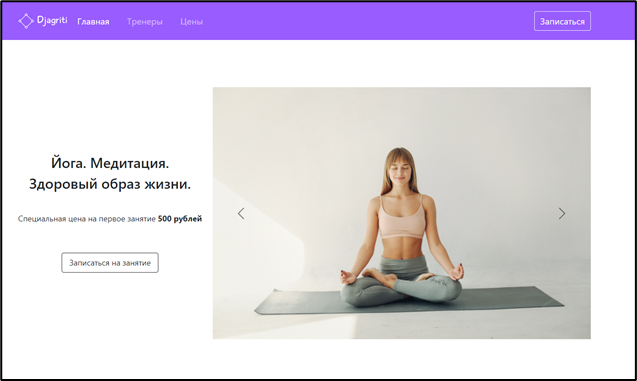 Djagriti Главная Тренеры Цены Записаться
Йога. Медитация.
Здоровый образ жизни.
Специальная цена на первое занятие 500 рублей
Записаться на занятие